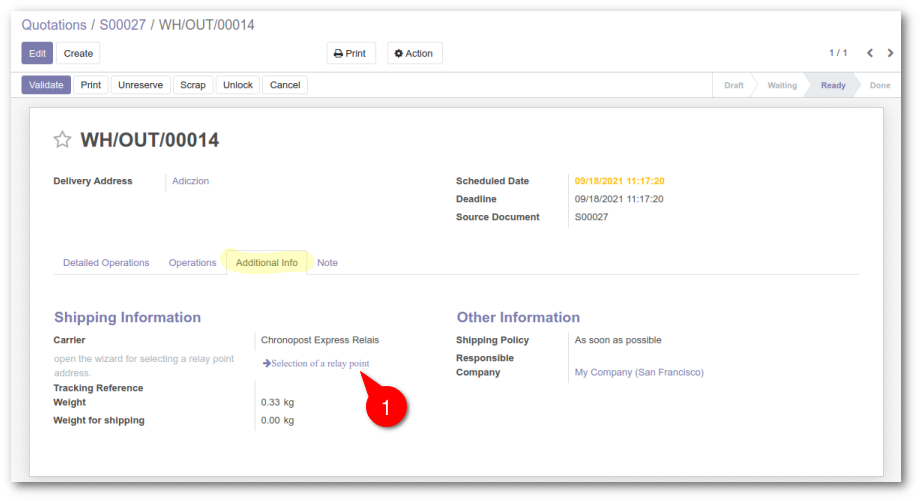 Quotations / S00027 / WH/OUT/00014
Edit Create Print Action 1 / 1
Validate Print Unreserve Scrap Unlock Cancel Draft Waiting Ready Done
WH/OUT/00014
Delivery Address Adiczion Scheduled Date 09/18/2021 11:17:20
Deadline 09/18/2021 11:17:20
Source Document S00027
Detailed Operations Operations Additional Info Note
Shipping Information Other Information
Carrier Chronopost Express Relais Shipping Policy As soon as possible
open the wizard for selecting a relay point Selection of a relay point Responsible
address. Company My Company (San Francisco)
Tracking Reference
Weight 0.33 kg 1
Weight for shipping 0.00 kg